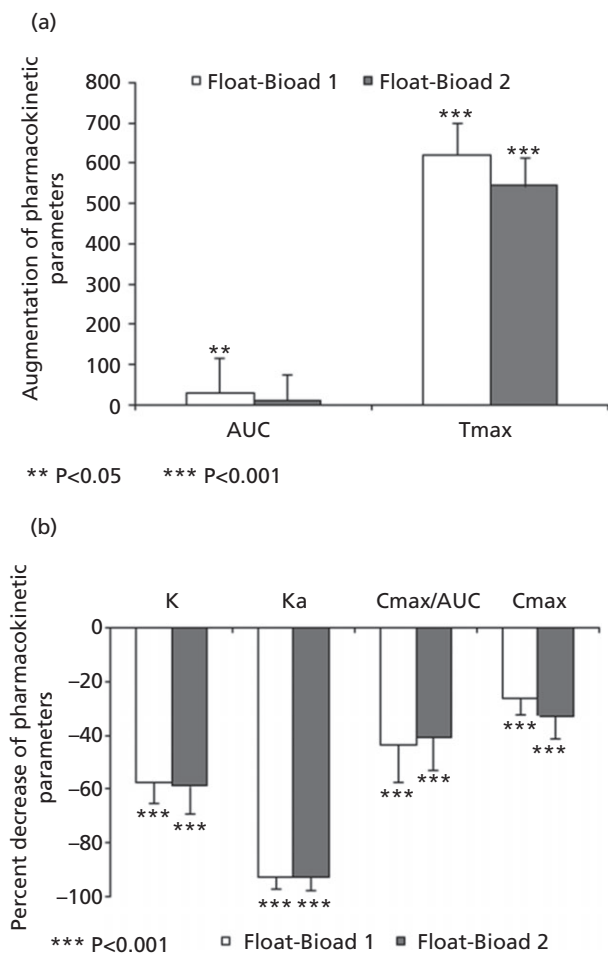 (a)
Augmentation of pharmacokinetic
parameters
800
700
600
500
400
300
200
100
0
Float-Bioad 1 Float-Bioad 2
**
***
***
AUC Tmax
** P<0.05 *** P<0.001
(b)
Percent decrease of pharmacokinetic
parameters
K Ka Cmax/AUC Cmax
0
−20
−40
−60
−80
−100
*** *** *** *** *** *** *** ***
*** P<0.001 Float-Bioad 1 Float-Bioad 2